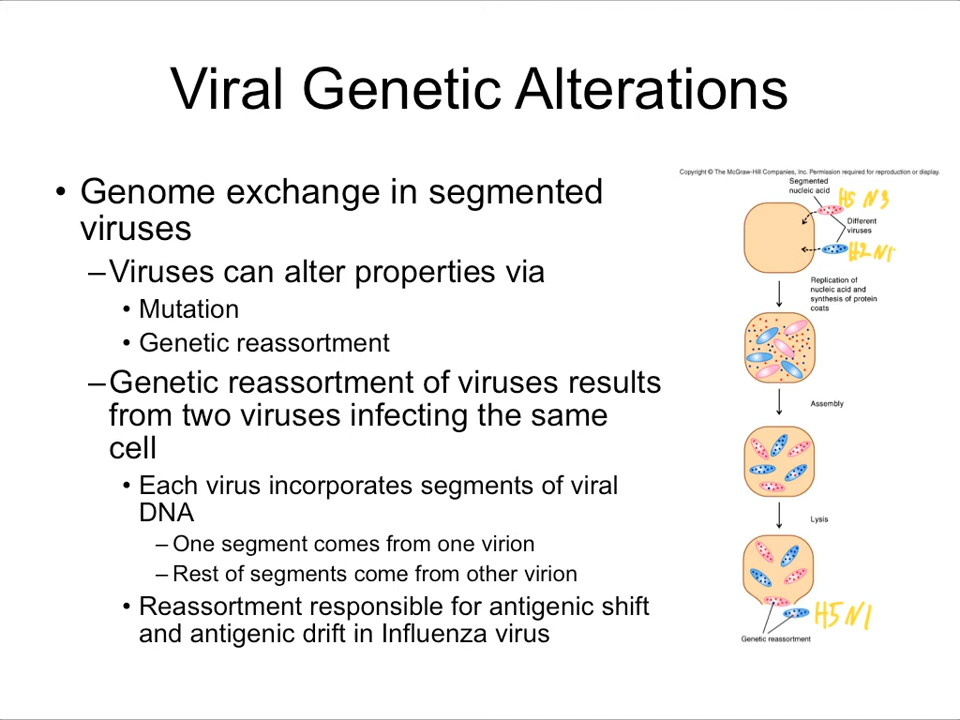 Viral Genetic Alterations
• Genome exchange in segmented
viruses
–Viruses can alter properties via
• Mutation
• Genetic reassortment
–Genetic reassortment of viruses results
from two viruses infecting the same
cell
• Each virus incorporates segments of viral
DNA
– One segment comes from one virion
– Rest of segments come from other virion
• Reassortment responsible for antigenic shift
and antigenic drift in Influenza virus
Copyright © The McGraw-Hill Companies, Inc. Permission required for reproduction or display.
Segmented
nucleic acid
H5 N3
Different
viruses
H2N1
Replication of
nucleic acid and
synthesis of protein
coats
Assembly
Lysis
H5N1
Genetic reassortment